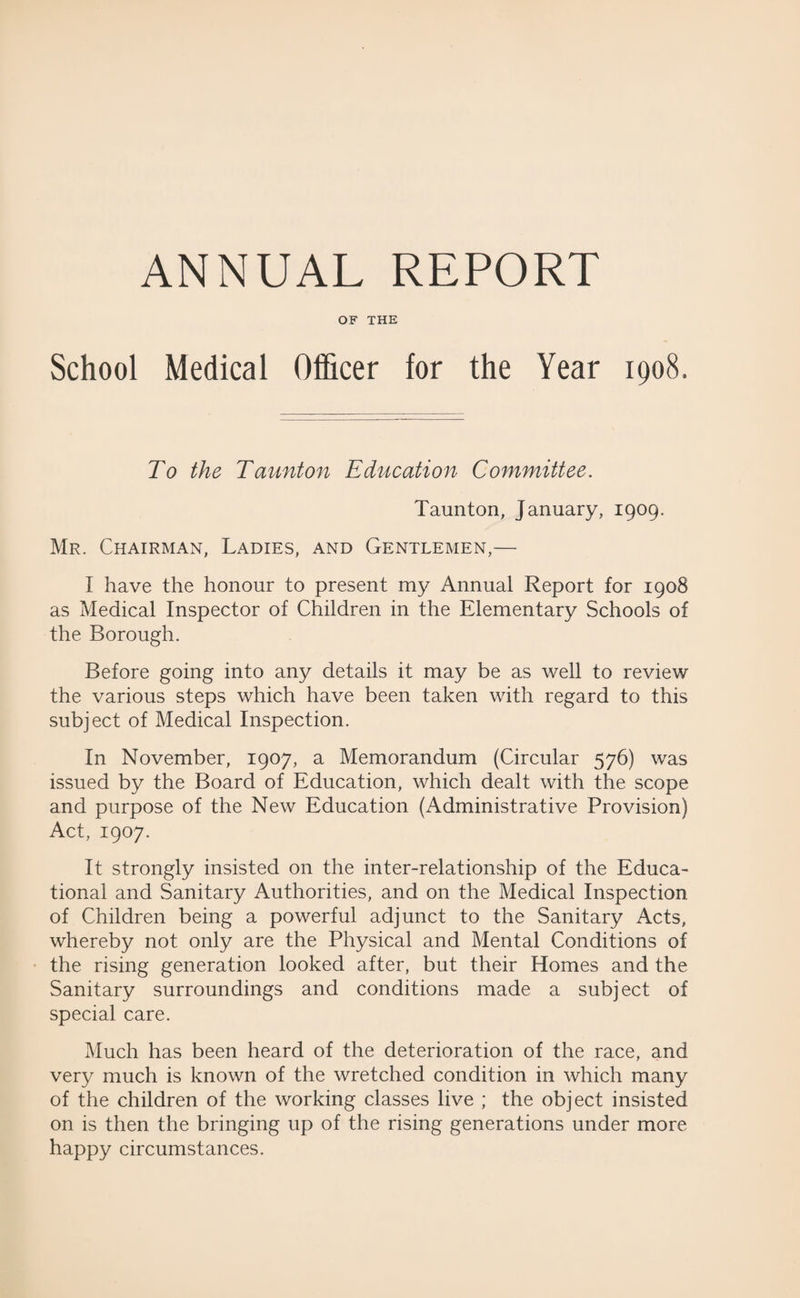 ANNUAL REPORT
OF THE
School Medical Officer for the Year 1908.
To the Taunton Education Committee.
Taunton, January, 1909.
Mr. Chairman, Ladies, and Gentlemen,—
I have the honour to present my Annual Report for 1908
as Medical Inspector of Children in the Elementary Schools of
the Borough.
Before going into any details it may be as well to review
the various steps which have been taken with regard to this
subject of Medical Inspection.
In November, 1907, a Memorandum (Circular 576) was
issued by the Board of Education, which dealt with the scope
and purpose of the New Education (Administrative Provision)
Act, 1907.
It strongly insisted on the inter-relationship of the Educa-
tional and Sanitary Authorities, and on the Medical Inspection
of Children being a powerful adjunct to the Sanitary Acts,
whereby not only are the Physical and Mental Conditions of
the rising generation looked after, but their Homes and the
Sanitary surroundings and conditions made a subject of
special care.
Much has been heard of the deterioration of the race, and
very much is known of the wretched condition in which many
of the children of the working classes live ; the object insisted
on is then the bringing up of the rising generations under more
happy circumstances.